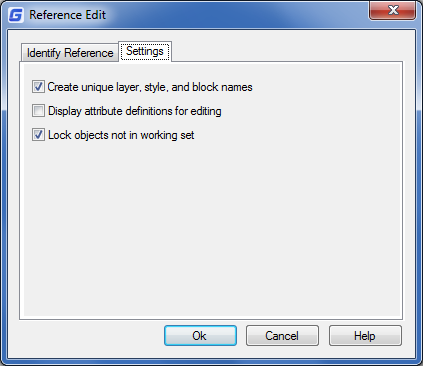 Reference Edit
Identify Reference
Settings
Create unique layer, style, and block names
Display attribute definitions for editing
Lock objects not in working set
Ok
Cancel
Help